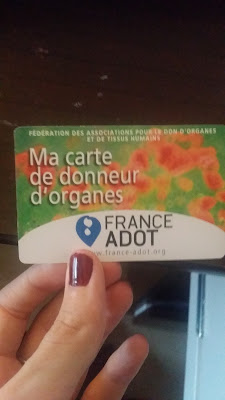 FÉDÉRATION DES ASSOCIATIONS POUR LE DON D'ORGANES
ET DE TISSUS HUMAINS
Ma carte
de donneur
d'organes
FRANCE
ADOT
www.france-adot.org